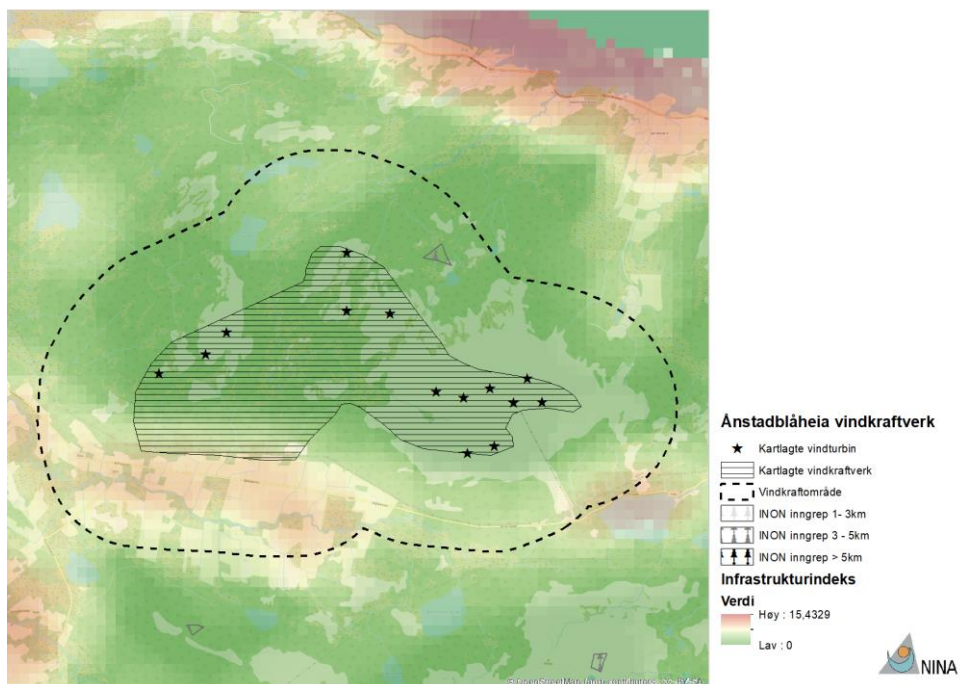 Ånstadblåheia vindkraftverk
Kartlagte vindturbin
Kartlagte vindkraftverk
Vindkraftområde
INON inngrep 1- 3km
INON inngrep 3 - 5km
INON inngrep > 5km
Infrastrukturindeks
Verdi
Høy : 15,4329
Lav : 0
NINA